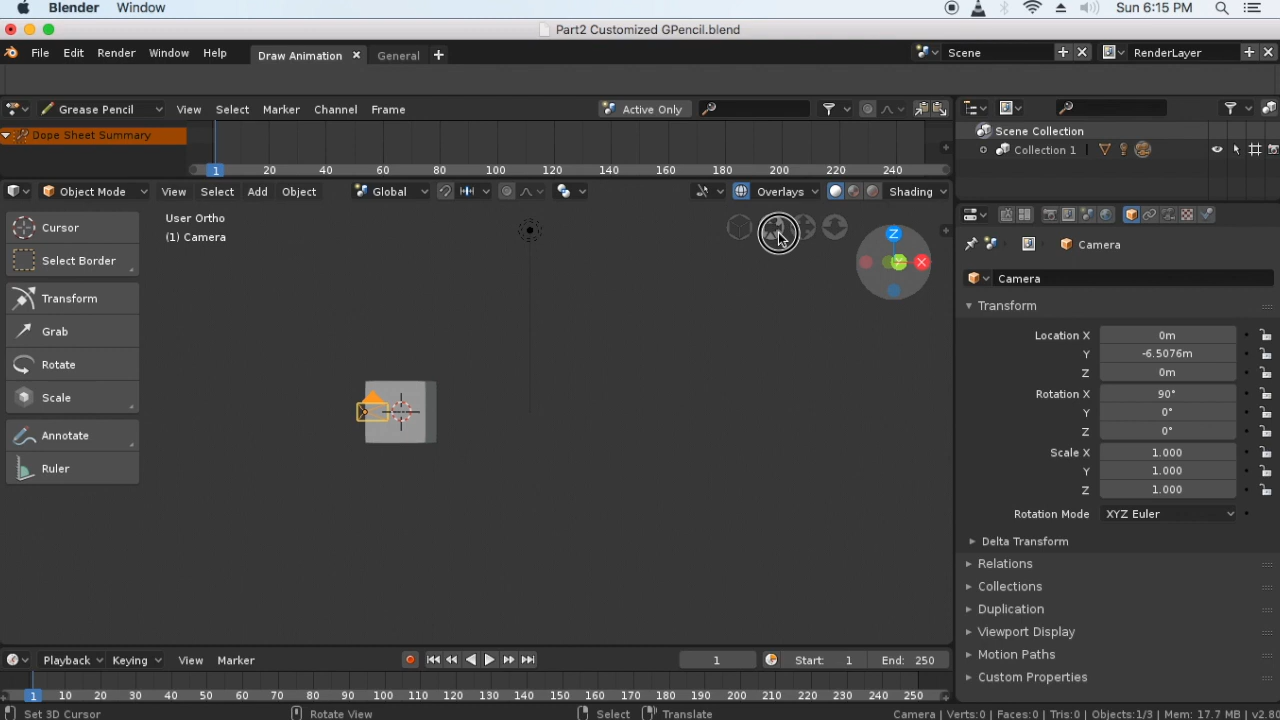 Blender Window Sun 6:15 PM
Part2 Customized GPencil.blend
File Edit Render Window Help Draw Animation General Scene RenderLayer
Grease Pencil View Select Marker Channel Frame Active Only
Dope Sheet Summary
Scene Collection
Collection 1
1 20 40 60 80 100 120 140 160 180 200 220 240
Object Mode View Select Add Object Global Overlays Shading
User Ortho
(1) Camera
Cursor
Select Border
Transform
Grab
Rotate
Scale
Annotate
Ruler
Z
Y
X
Camera
Camera
Transform
Location X 0m
Y -6.5076m
Z 0m
Rotation X 90°
Y 0°
Z 0°
Scale X 1.000
Y 1.000
Z 1.000
Rotation Mode XYZ Euler
Delta Transform
Relations
Collections
Duplication
Viewport Display
Motion Paths
Custom Properties
Playback Keying View Marker 1 Start: 1 End: 250
1 10 20 30 40 50 60 70 80 90 100 110 120 130 140 150 160 170 180 190 200 210 220 230 240 250
Set 3D Cursor Rotate View Select Translate Camera | Verts:0 | Faces:0 | Tris:0 | Objects:1/3 | Mem: 17.7 MB | v2.80